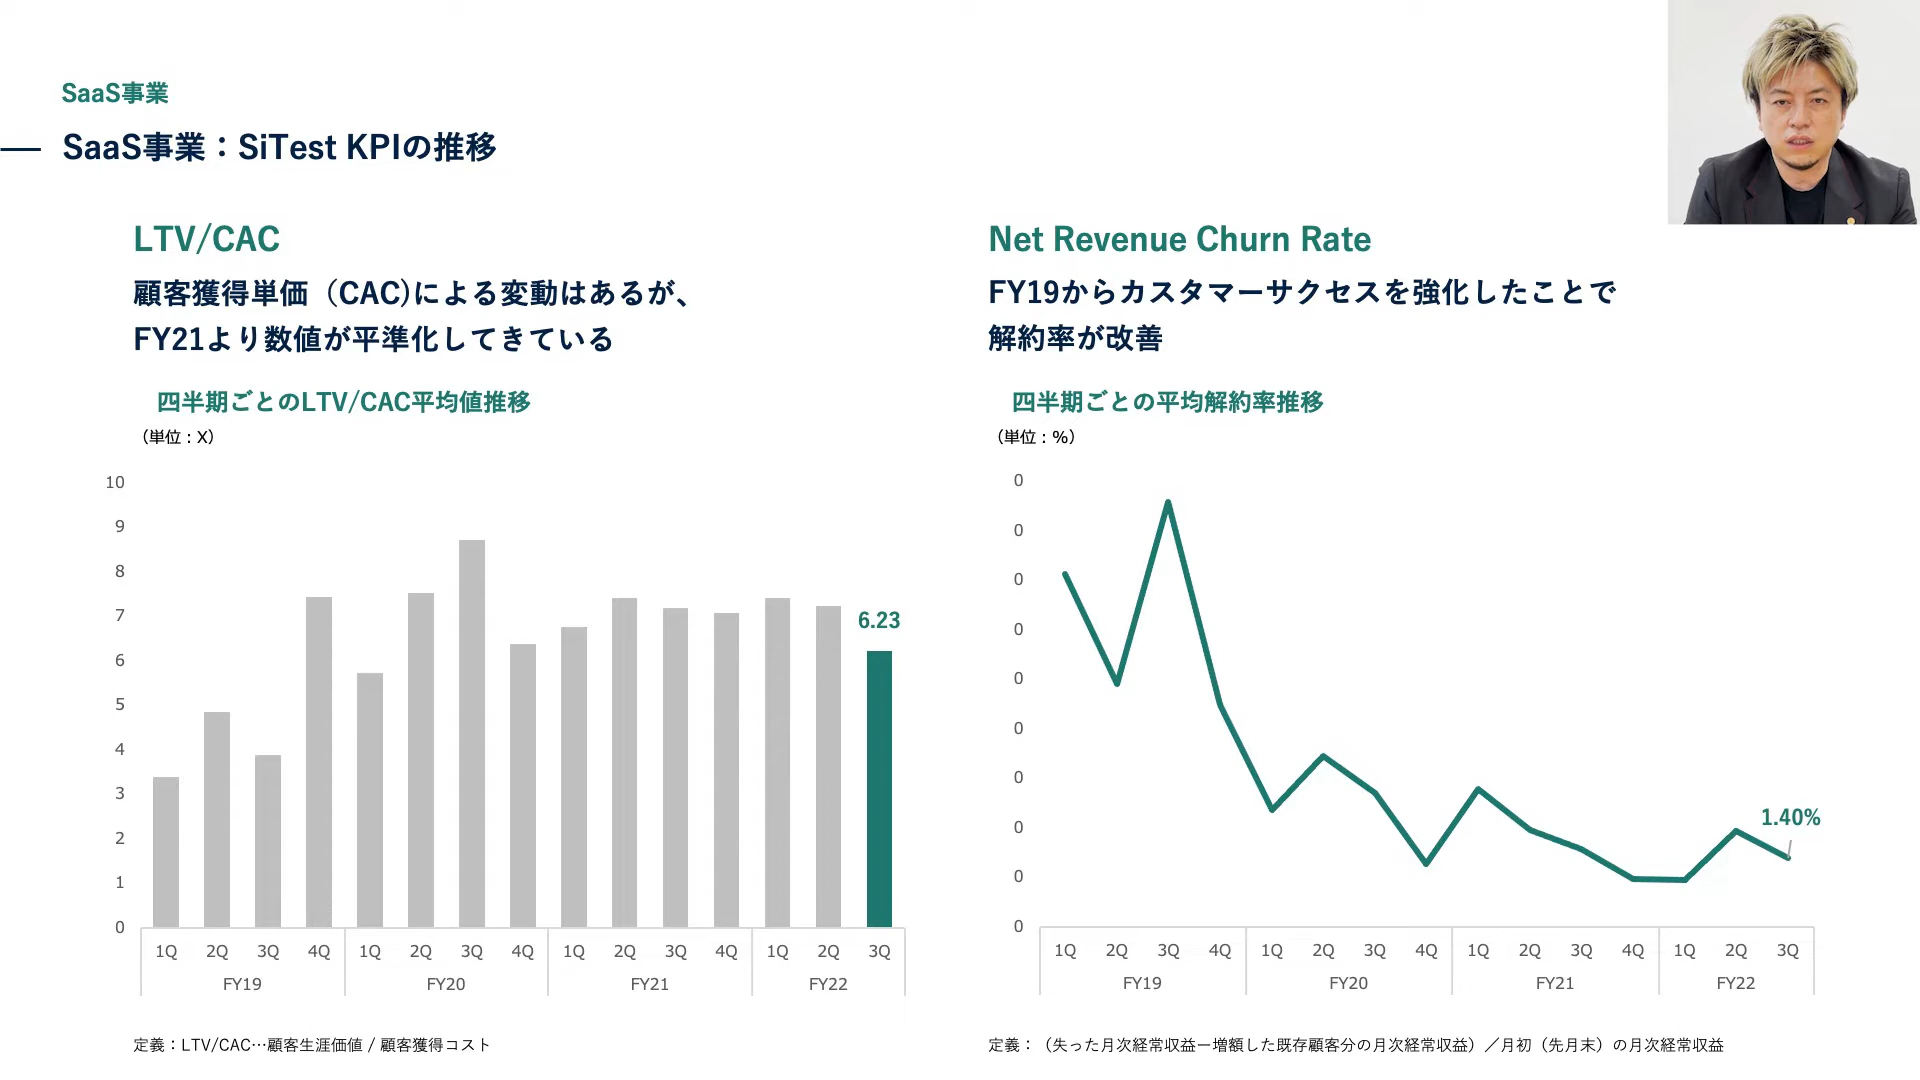 SaaS事業
SaaS事業：SiTest KPIの推移
LTV/CAC
顧客獲得単価（CAC)による変動はあるが、
FY21より数値が平準化してきている
四半期ごとのLTV/CAC平均値推移
（単位：X）
10
9
8
7
6
5
4
3
2
1
0
6.23
1Q 2Q 3Q 4Q 1Q 2Q 3Q 4Q 1Q 2Q 3Q 4Q 1Q 2Q 3Q
FY19 FY20 FY21 FY22
定義：LTV/CAC…顧客生涯価値 / 顧客獲得コスト
Net Revenue Churn Rate
FY19からカスタマーサクセスを強化したことで
解約率が改善
四半期ごとの平均解約率推移
（単位：%）
0
0
0
0
0
0
0
0
0
0
1.40%
1Q 2Q 3Q 4Q 1Q 2Q 3Q 4Q 1Q 2Q 3Q 4Q 1Q 2Q 3Q
FY19 FY20 FY21 FY22
定義：（失った月次経常収益ー増額した既存顧客分の月次経常収益）／月初（先月末）の月次経常収益